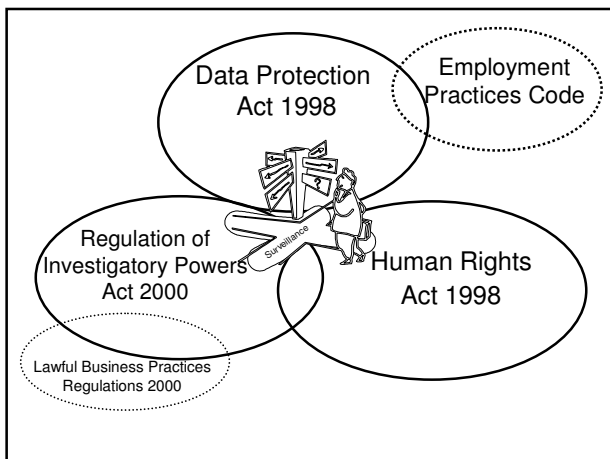 Data Protection
Act 1998
Employment
Practices Code
?
Surveillance
Regulation of
Investigatory Powers
Act 2000
Human Rights
Act 1998
Lawful Business Practices
Regulations 2000